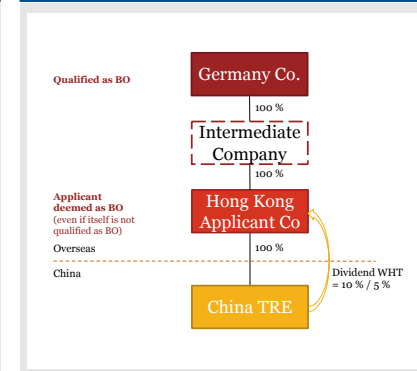 Germany Co.
Qualified as BO
100 %
Intermediate
Company
100 %
Applicant
deemed as BO
(even if itself is not
qualified as BO)
Hong Kong
Applicant Co
Overseas
100 %
China
Dividend WHT
= 10 % / 5 %
China TRE